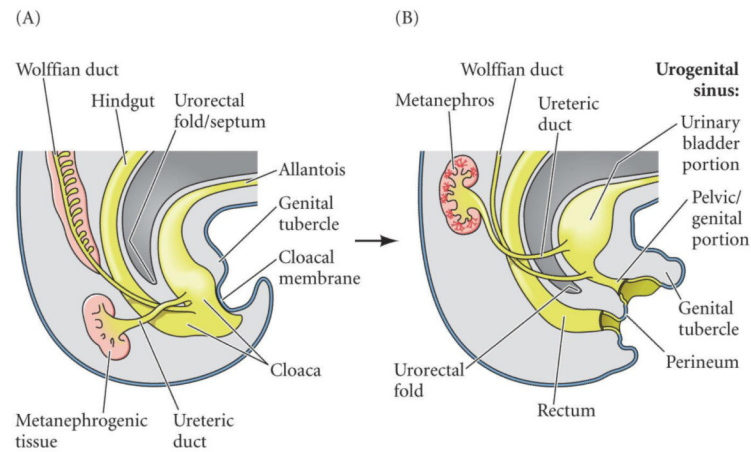 (A)
Wolffian duct
Hindgut
Urorectal
fold/septum
Allantois
Genital
tubercle
Cloacal
membrane
Cloaca
Metanephrogenic
tissue
Ureteric
duct
(B)
Wolffian duct
Metanephros
Ureteric
duct
Urogenital
sinus:
Urinary
bladder
portion
Pelvic/
genital
portion
Genital
tubercle
Perineum
Urorectal
fold
Rectum